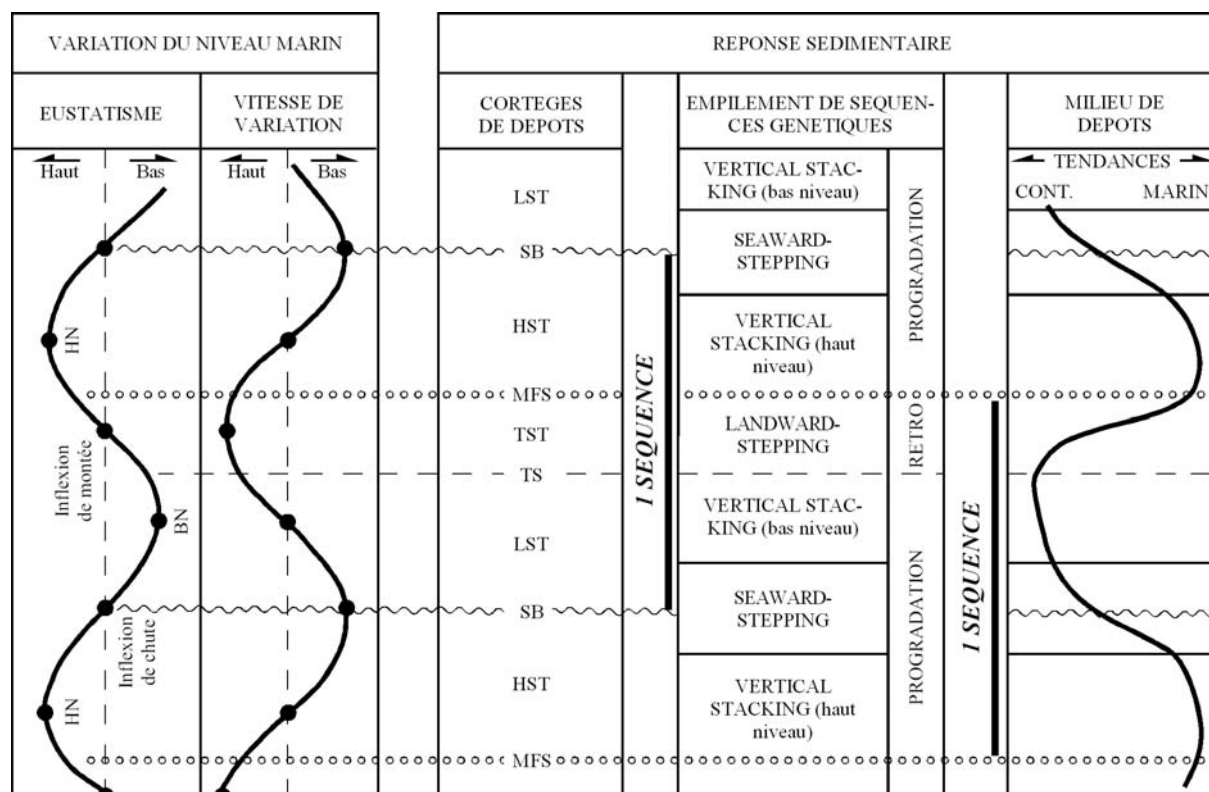 VARIATION DU NIVEAU MARIN
REPONSE SEDIMENTAIRE
EUSTATISME
VITESSE DE
VARIATION
CORTEGES
DE DEPOTS
EMPILEMENT DE SEQUEN-
CES GENETIQUES
MILIEU DE
DEPOTS
Haut
Bas
Haut
Bas
TENDANCES
CONT.
MARIN
LST
SB
HST
MFS
TST
TS
LST
SB
HST
MFS
HN
Inflexion
de montée
BN
Inflexion
de chute
HN
1 SEQUENCE
VERTICAL STAC-
KING (bas niveau)
SEAWARD-
STEPPING
VERTICAL
STACKING (haut
niveau)
LANDWARD-
STEPPING
VERTICAL STAC-
KING (bas niveau)
SEAWARD-
STEPPING
VERTICAL
STACKING (haut
niveau)
PROGRADATION
RETRO
PROGRADATION
1 SEQUENCE